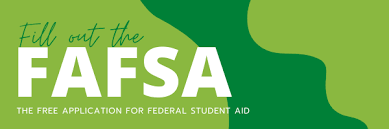 Fill out the
FAFSA
THE FREE APPLICATION FOR FEDERAL STUDENT AID